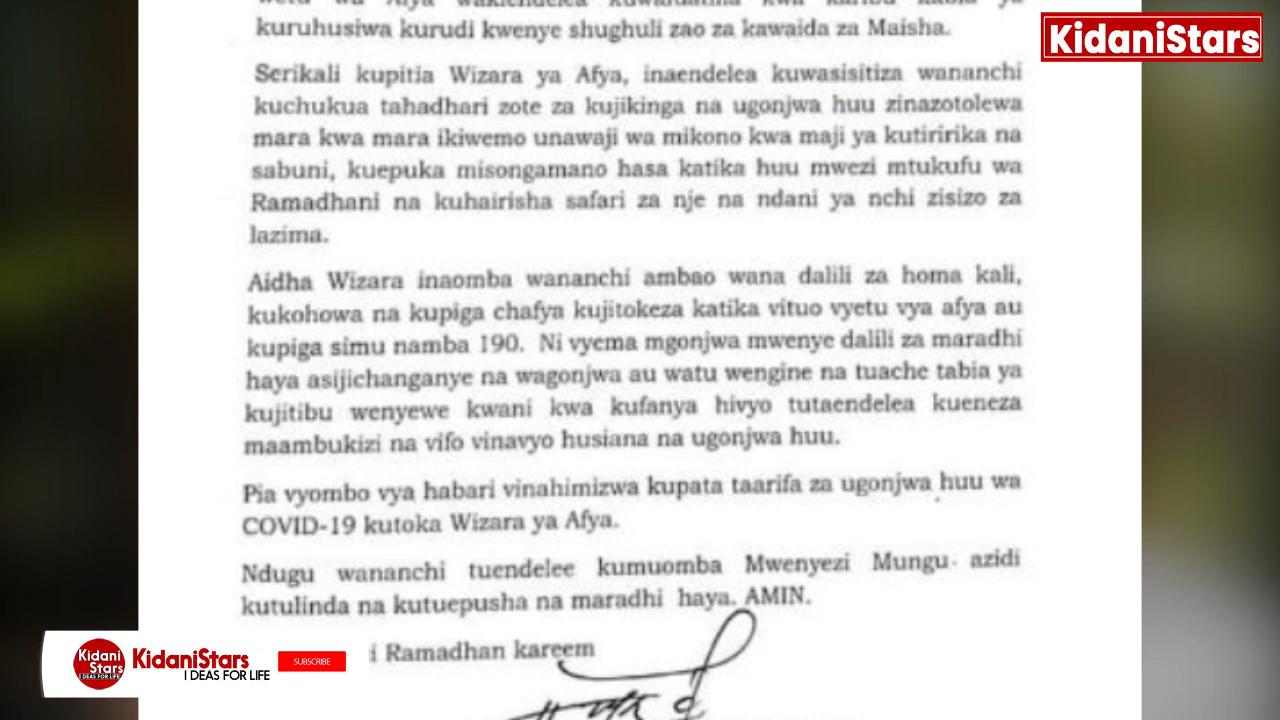 kuruhusiwa kurudi kwenye shughuli zao za kawaida za Maisha.
KidaniStars
Serikali kupitia Wizara ya Afya, inaendelea kuwasisitiza wananchi
kuchukua tahadhari zote za kujikinga na ugonjwa huu zinazotolewa
mara kwa mara ikiwemo unawaji wa mikono kwa maji ya kutiririka na
sabuni, kuepuka misongamano hasa katika huu mwezi mtukufu wa
Ramadhani na kuhairisha safari za nje na ndani ya nchi zisizo za
lazima.
Aidha Wizara inaomba wananchi ambao wana dalili za homa kali,
kukohowa na kupiga chafya kujitokeza katika vituo vyetu vya afya au
kupiga simu namba 190. Ni vyema mgonjwa mwenye dalili za maradhi
haya asijichanganye na wagonjwa au watu wengine na tuache tabia ya
kujitibu wenyewe kwani kwa kufanya hivyo tutaendelea kueneza
maambukizi na vifo vinavyo husiana na ugonjwa huu.
Pia vyombo vya habari vinahimizwa kupata taarifa za ugonjwa huu wa
COVID-19 kutoka Wizara ya Afya.
Ndugu wananchi tuendelee kumuomba Mwenyezi Mungu azidi
kutulinda na kutuepusha na maradhi haya. AMIN.
i Ramadhan kareem
Kidani
Stars
I DEAS FOR LIFE
KidaniStars
I DEAS FOR LIFE
SUBSCRIBE